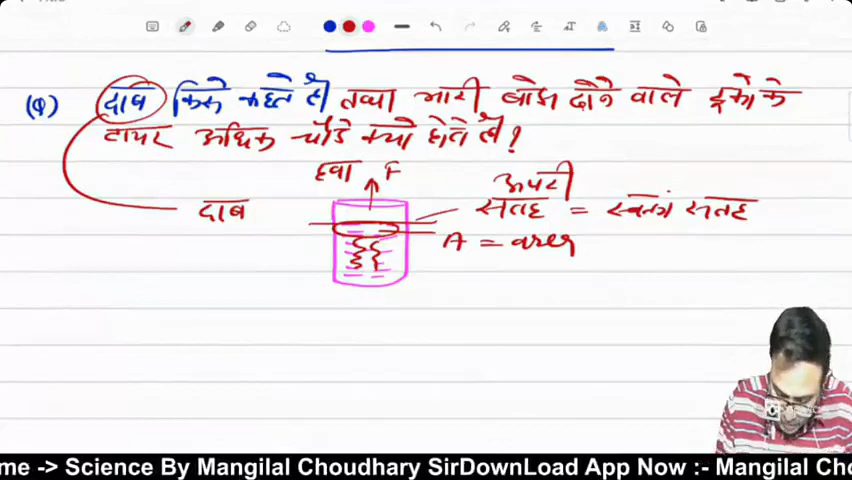 (Q) दाब किसे कहते है तथा भारी बोझ ढोने वाले ट्रको के
टायर अधिक चौडे क्यो होते है?
हवा F
ऊपरी
दाब सतह = स्वतंत्र सतह
A = area
me -> Science By Mangilal Choudhary SirDownLoad App Now :- Mangilal Cho